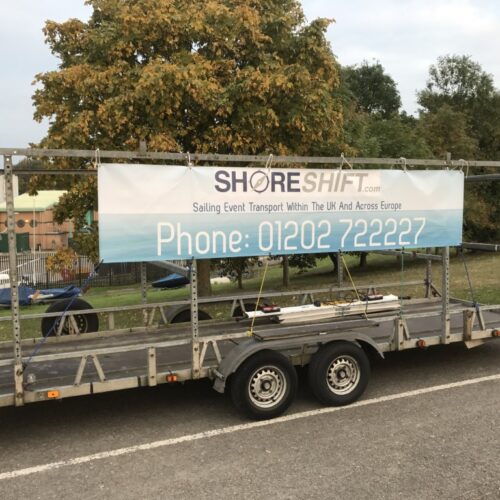 SHORESHIFT.com
Sailing Event Transport Within The UK And Across Europe
Phone: 01202 722227